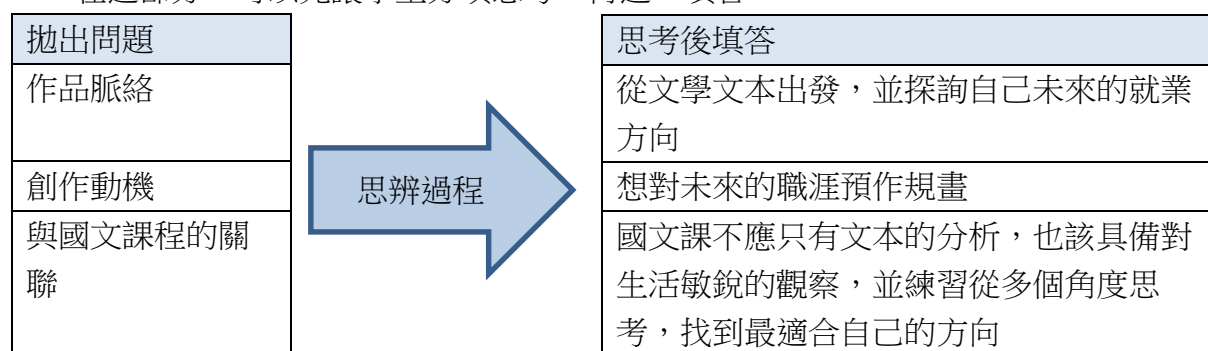 拋出問題
作品脈絡
創作動機
與國文課程的關
聯
思辨過程
思考後填答
從文學文本出發，並探詢自己未來的就業
方向
想對未來的職涯預作規畫
國文課不應只有文本的分析，也該具備對
生活敏銳的觀察，並練習從多個角度思
考，找到最適合自己的方向